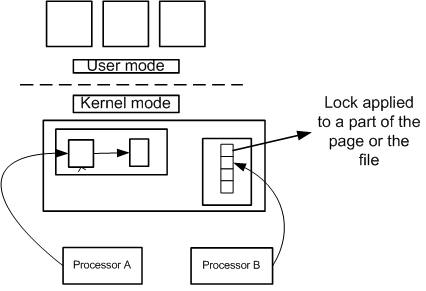 User mode
Kernel mode
Lock applied
to a part of the
page or the
file
Processor A
Processor B